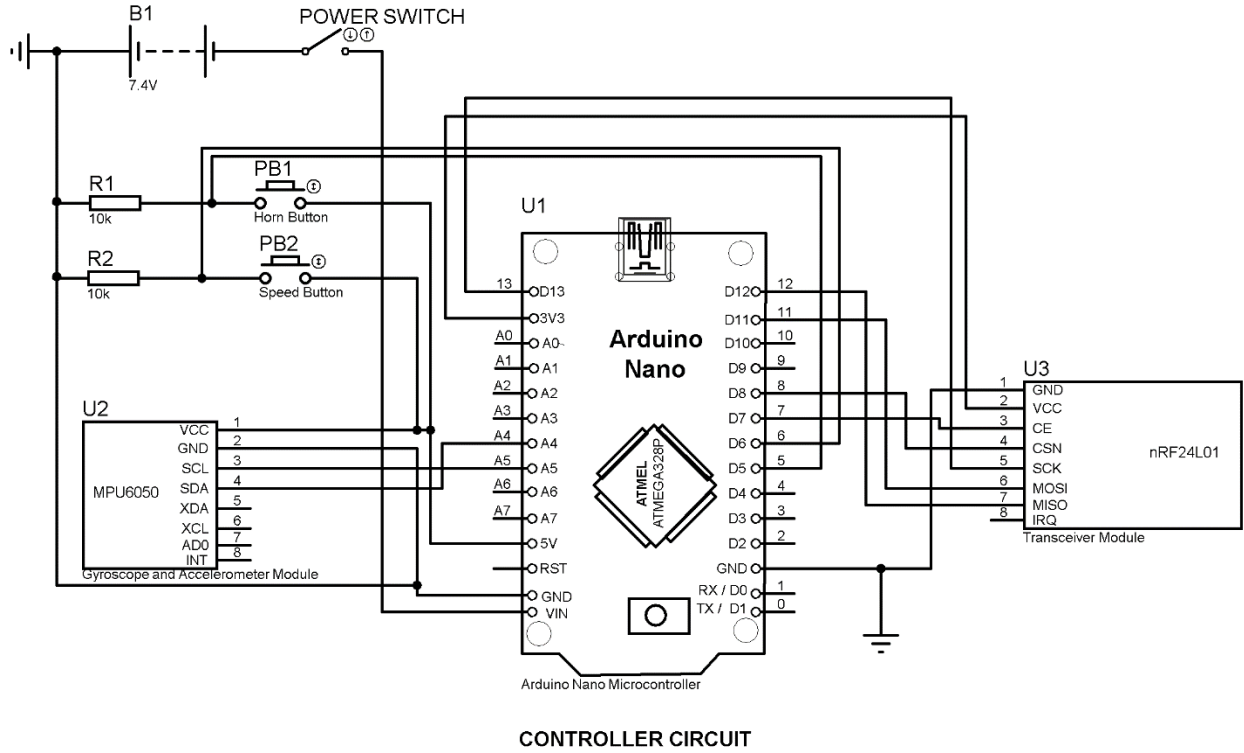 B1
7.4V
POWER SWITCH
R1
10k
PB1
Horn Button
R2
10k
PB2
Speed Button
U1
13 D13
3V3
A0 A0~
A1 A1
A2 A2
A3 A3
A4 A4
A5 A5
A6 A6
A7 A7
5V
RST
GND
VIN
Arduino
Nano
ATMEL
ATMEGA328P
D12 12
D11 11
D10 10
D9 9
D8 8
D7 7
D6 6
D5 5
D4 4
D3 3
D2 2
GND
RX / D0 1
TX / D1 0
Arduino Nano Microcontroller
U2
MPU6050
VCC 1
GND 2
SCL 3
SDA 4
XDA 5
XCL 6
AD0 7
INT 8
Gyroscope and Accelerometer Module
U3
1 GND
2 VCC
3 CE
4 CSN
5 SCK
6 MOSI
7 MISO
8 IRQ
nRF24L01
Transceiver Module
CONTROLLER CIRCUIT